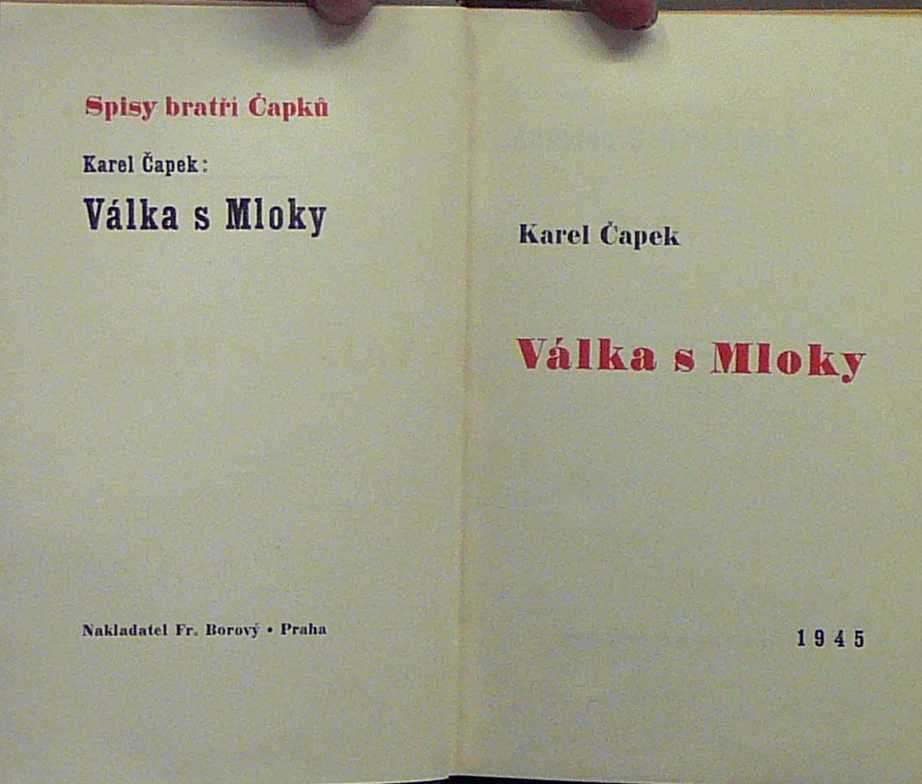 Spisy bratří Čapků
Karel Čapek:
Válka s Mloky
Nakladatel Fr. Borový • Praha
Karel Čapek
Válka s Mloky
1945